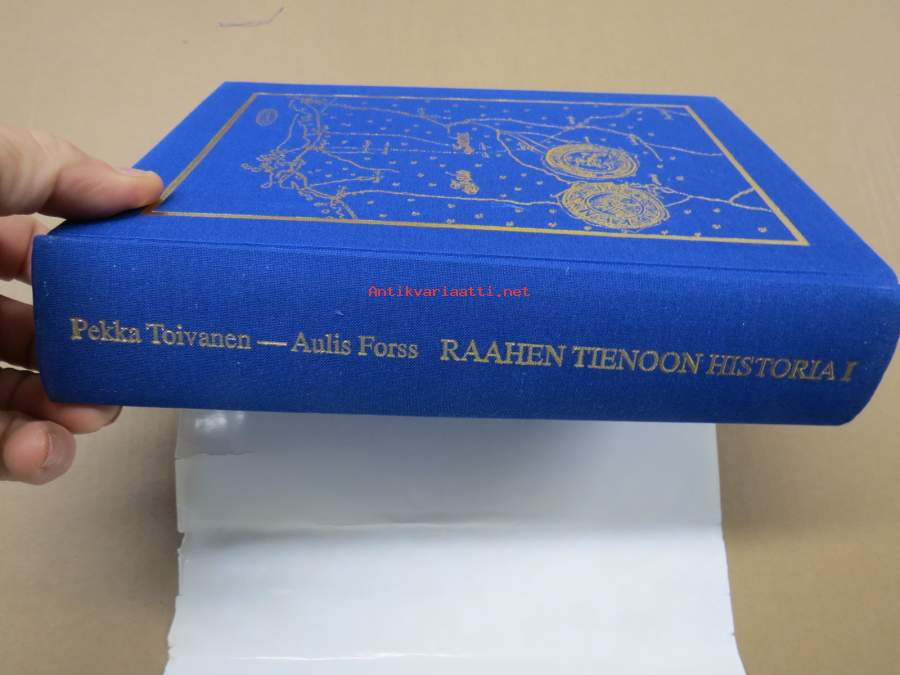 Antikvariaatti.net
Pekka Toivanen — Aulis Forss RAAHEN TIENOON HISTORIA I